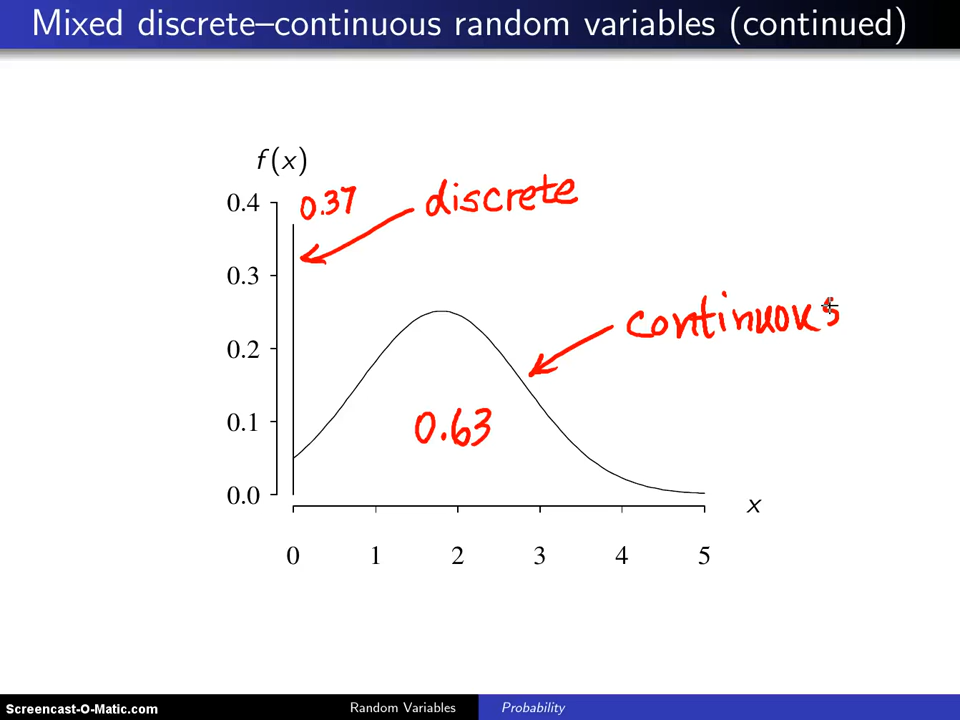 Mixed discrete–continuous random variables (continued)
f(x)
0.4
0.37
discrete
0.3
continuous
0.2
0.1
0.63
0.0
x
0 1 2 3 4 5
Screencast-O-Matic.com Random Variables Probability